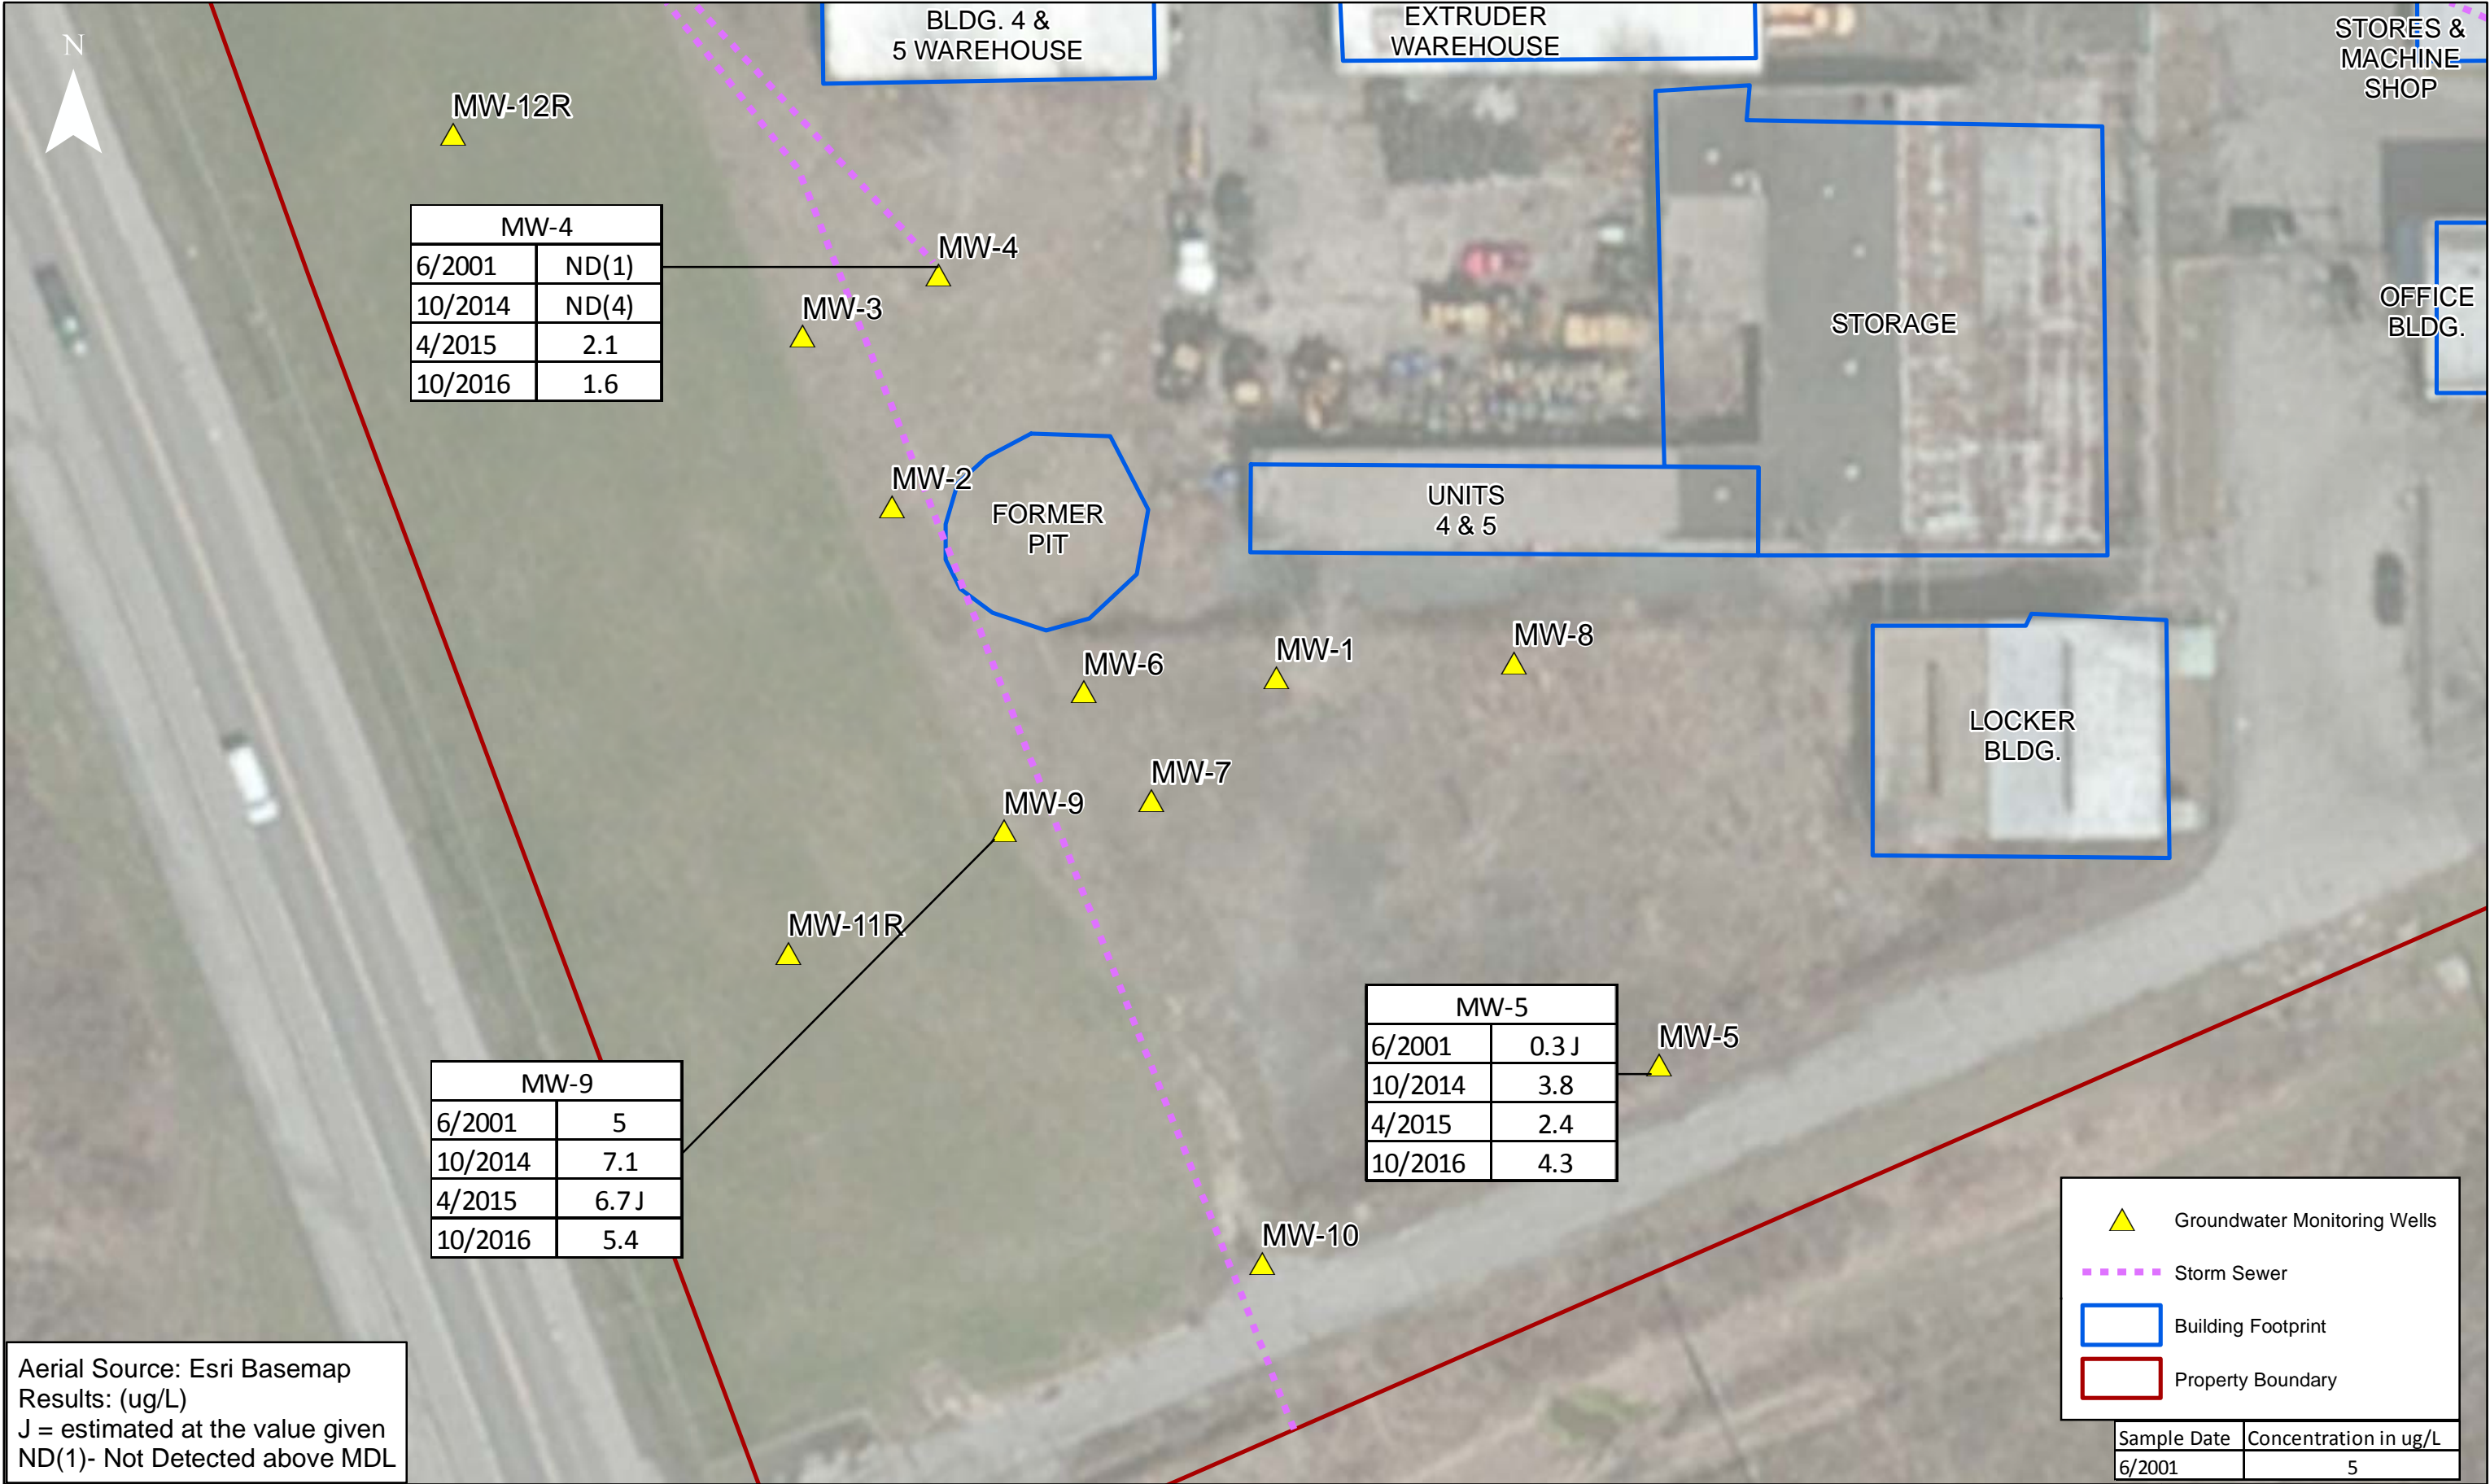 N
BLDG. 4 &
5 WAREHOUSE
EXTRUDER
WAREHOUSE
STORES &
MACHINE
SHOP
MW-12R
MW-4
6/2001 ND(1)
10/2014 ND(4)
4/2015 2.1
10/2016 1.6
MW-4
MW-3
STORAGE
OFFICE
BLDG.
MW-2
FORMER
PIT
UNITS
4 & 5
MW-6
MW-1
MW-8
LOCKER
BLDG.
MW-7
MW-9
MW-11R
MW-5
6/2001 0.3 J
10/2014 3.8
4/2015 2.4
10/2016 4.3
MW-5
MW-9
6/2001 5
10/2014 7.1
4/2015 6.7 J
10/2016 5.4
MW-10
Groundwater Monitoring Wells
Storm Sewer
Building Footprint
Property Boundary
Sample Date Concentration in ug/L
6/2001 5
Aerial Source: Esri Basemap
Results: (ug/L)
J = estimated at the value given
ND(1)- Not Detected above MDL